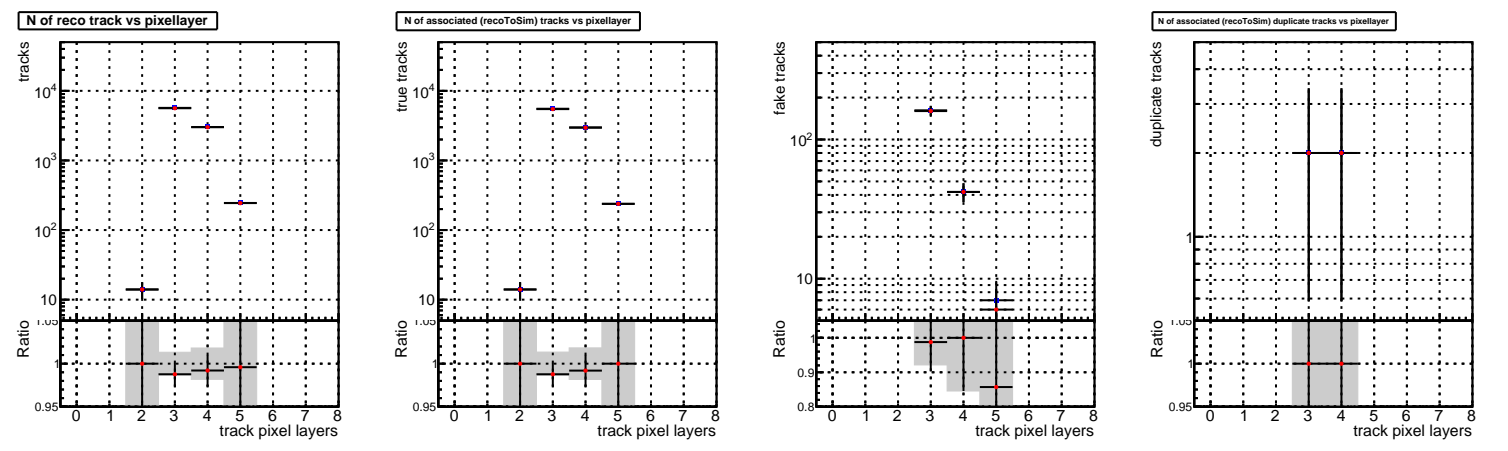 N of reco track vs pixellayer
tracks
10^4
10^3
10^2
10
Ratio
1.05
1
0.95
0 1 2 3 4 5 6 7 8
track pixel layers
N of associated (recoToSim) tracks vs pixellayer
true tracks
10^4
10^3
10^2
10
Ratio
1.05
1
0.95
0 1 2 3 4 5 6 7 8
track pixel layers
fake tracks
10^2
10
Ratio
1
0.9
0.8
0 1 2 3 4 5 6 7 8
track pixel layers
N of associated (recoToSim) duplicate tracks vs pixellayer
duplicate tracks
1
Ratio
1.05
1
0.95
0 1 2 3 4 5 6 7 8
track pixel layers